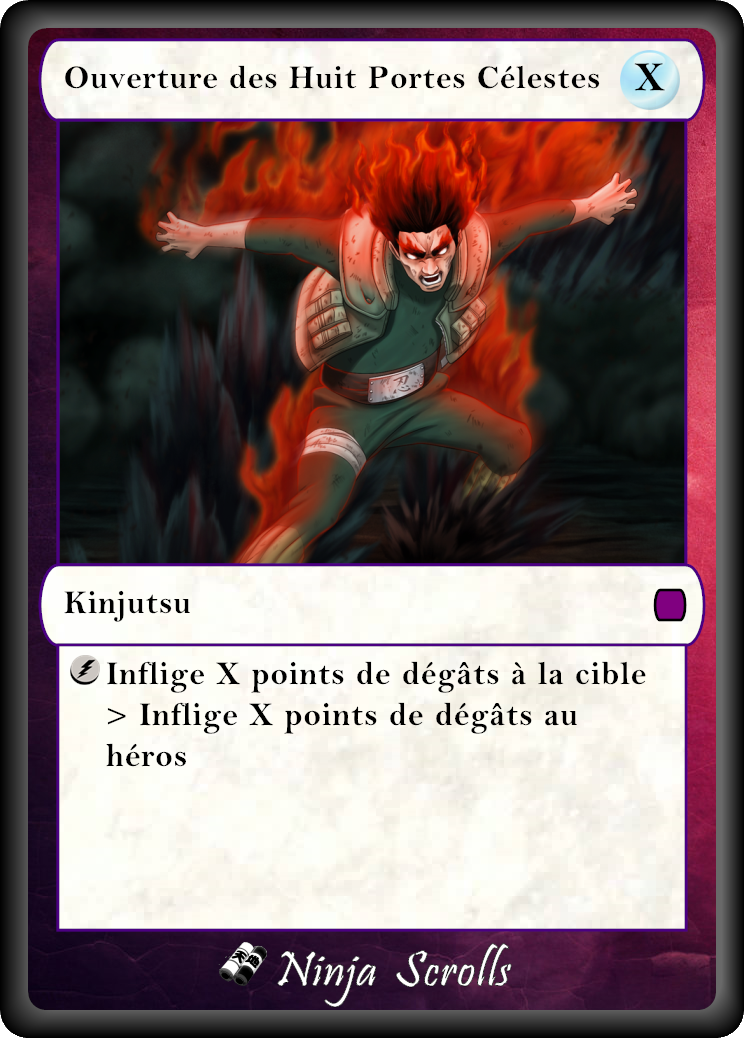 Ouverture des Huit Portes Célestes X
Kinjutsu
Inflige X points de dégâts à la cible
> Inflige X points de dégâts au
héros
Ninja Scrolls